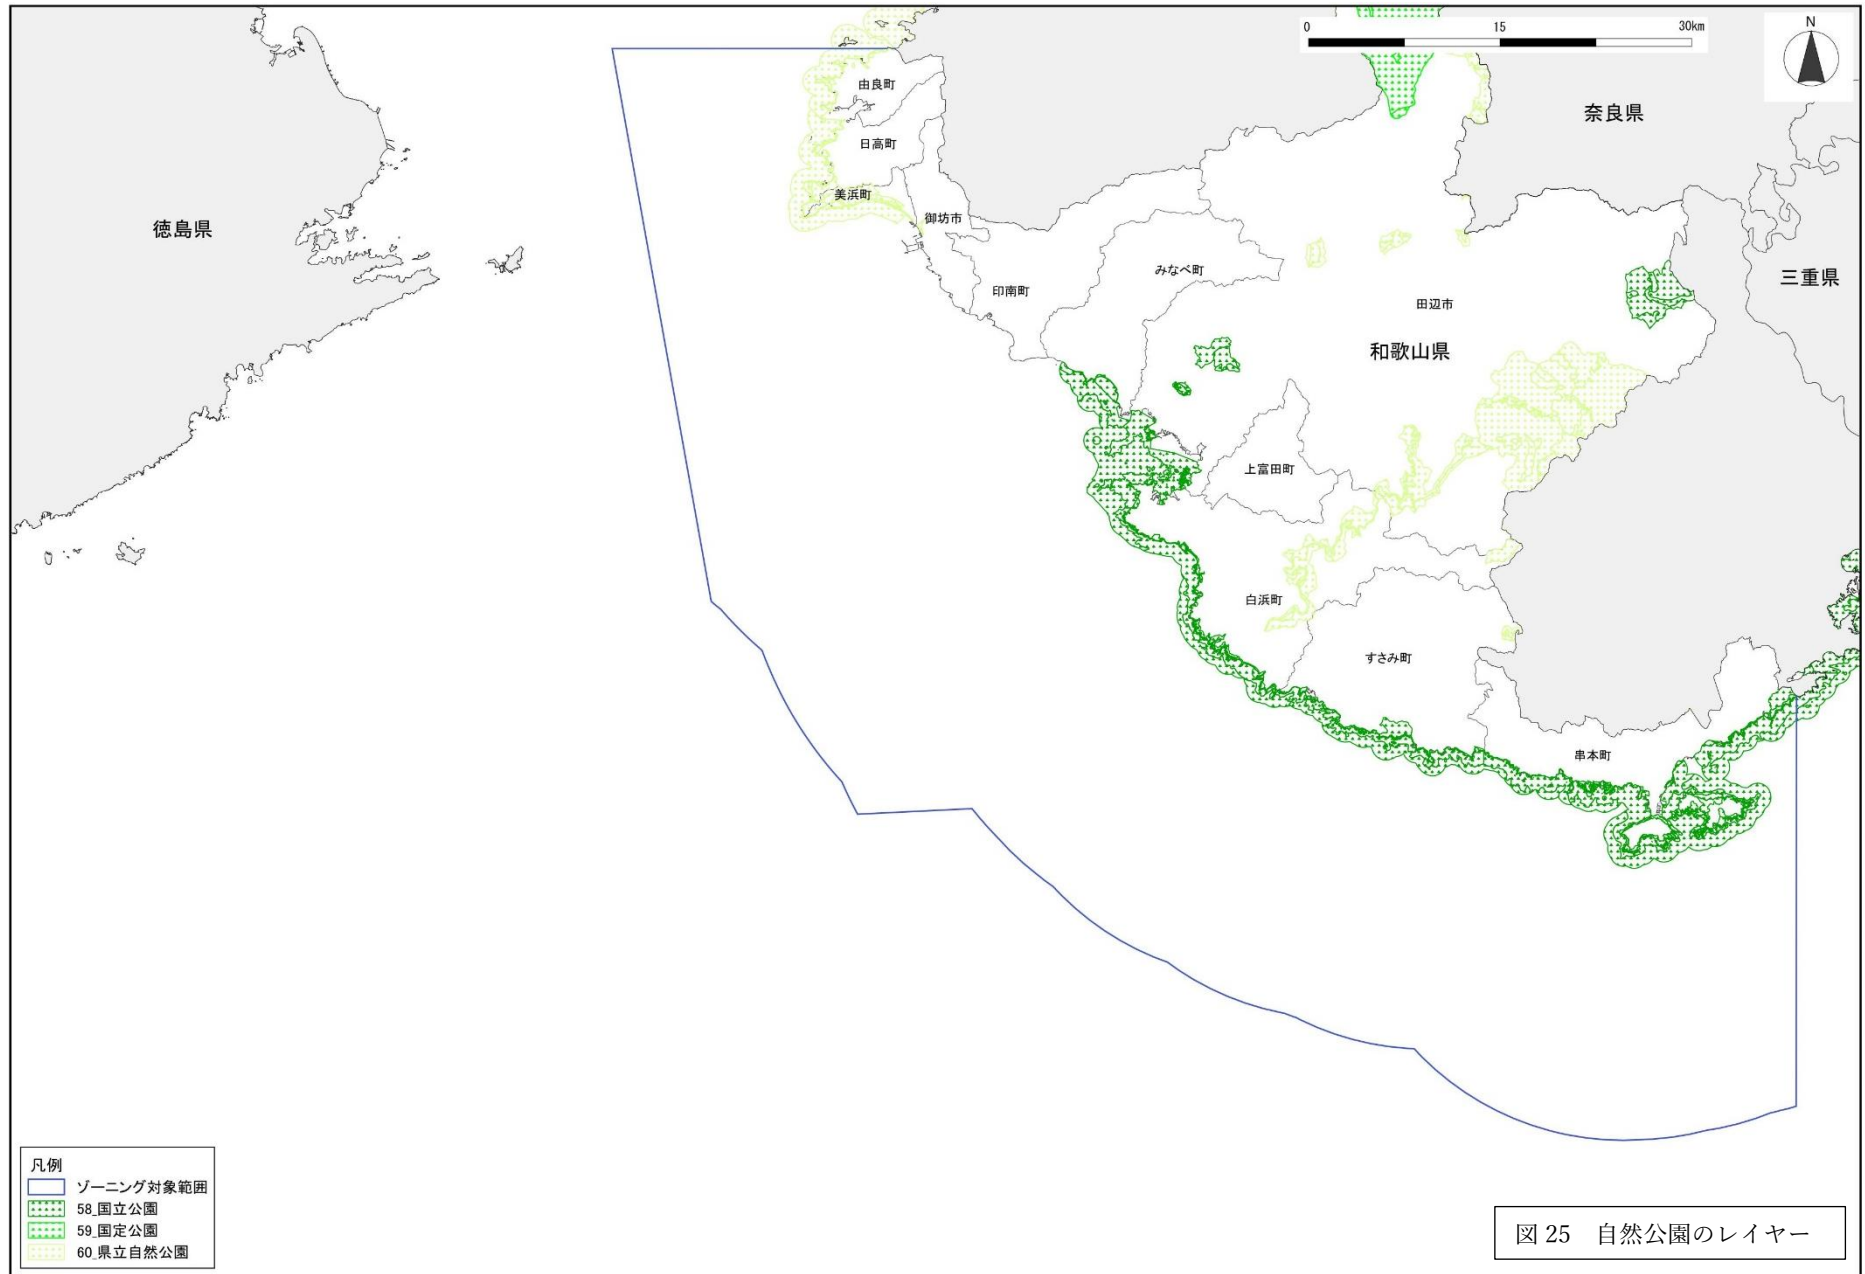 0 15 30km
N
由良町
奈良県
日高町
美浜町
御坊市
徳島県
みなべ町
三重県
印南町
田辺市
和歌山県
上富田町
白浜町
すさみ町
串本町
凡例
ゾーニング対象範囲
58_国立公園
59_国定公園
60_県立自然公園
図 25　自然公園のレイヤー